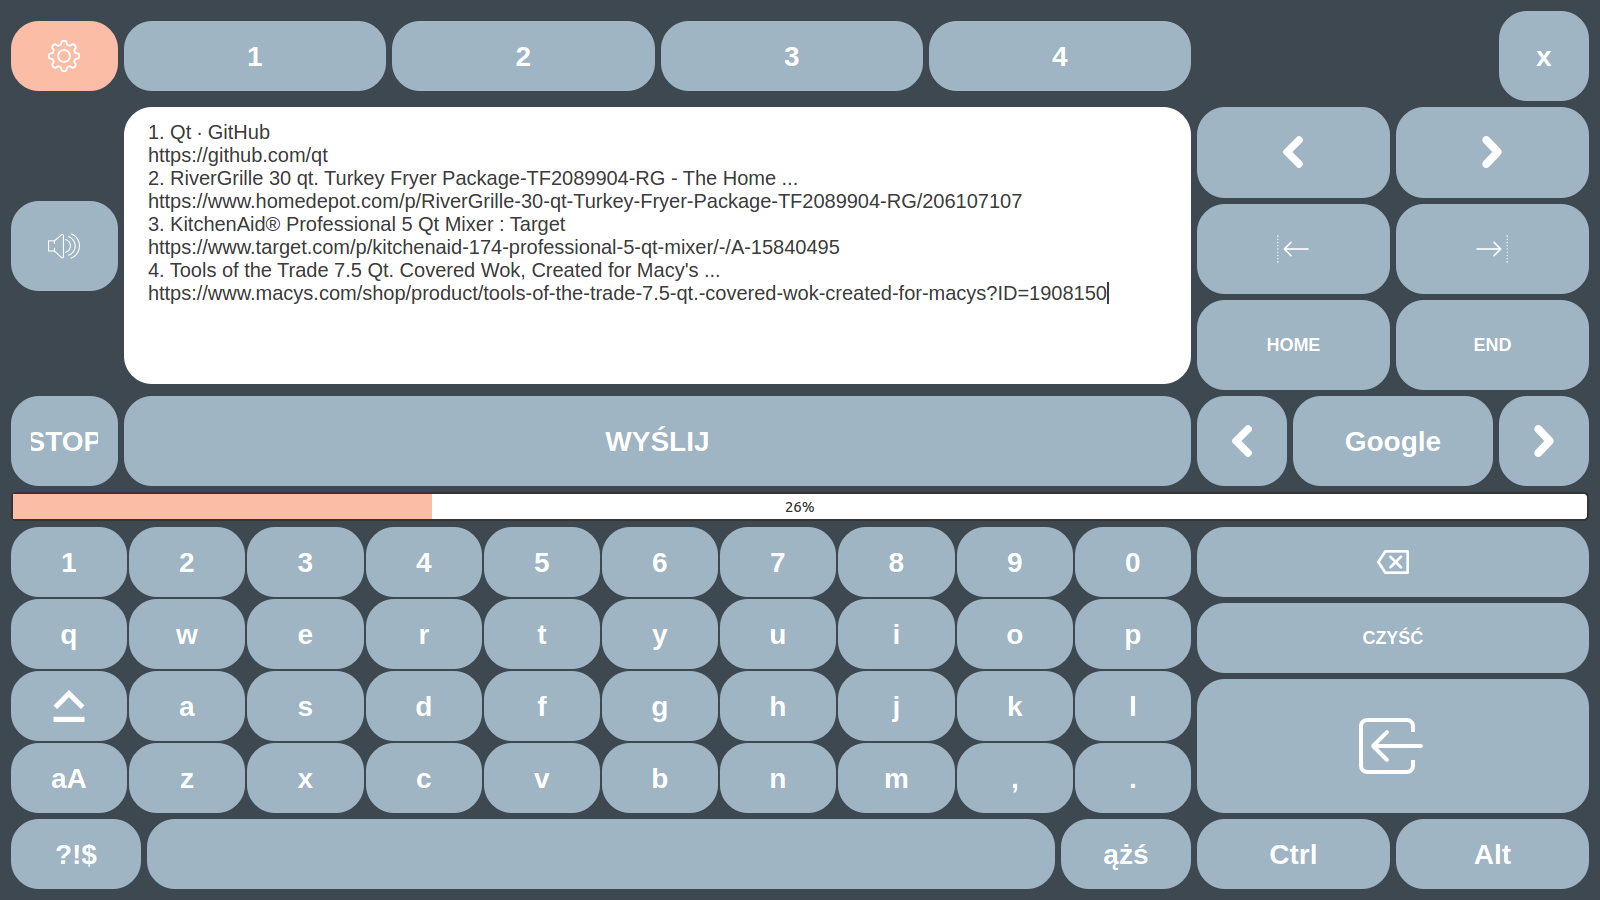 1
2
3
4
x
1. Qt · GitHub
https://github.com/qt
2. RiverGrille 30 qt. Turkey Fryer Package-TF2089904-RG - The Home ...
https://www.homedepot.com/p/RiverGrille-30-qt-Turkey-Fryer-Package-TF2089904-RG/206107107
3. KitchenAid® Professional 5 Qt Mixer : Target
https://www.target.com/p/kitchenaid-174-professional-5-qt-mixer/-/A-15840495
4. Tools of the Trade 7.5 Qt. Covered Wok, Created for Macy's ...
https://www.macys.com/shop/product/tools-of-the-trade-7.5-qt.-covered-wok-created-for-macys?ID=1908150
HOME END
STOP WYŚLIJ Google
26%
1 2 3 4 5 6 7 8 9 0
q w e r t y u i o p
CZYŚĆ
a s d f g h j k l
aA z x c v b n m , .
?!$ ążś Ctrl Alt